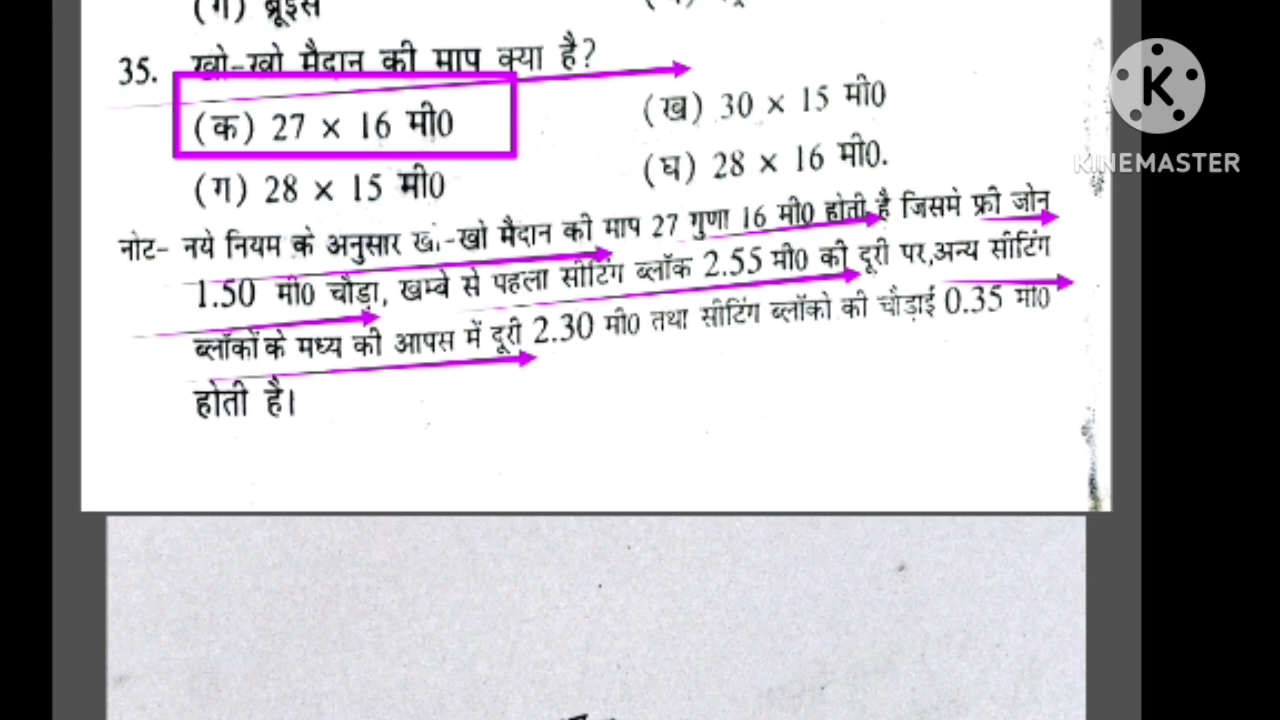 (ग) ब्रूइस
35. खो-खो मैदान की माप क्या है?
(क) 27 × 16 मी0
(ख) 30 × 15 मी0
(ग) 28 × 15 मी0
(घ) 28 × 16 मी0.
नोट- नये नियम के अनुसार खो-खो मैदान की माप 27 गुणा 16 मी0 होती है जिसमे फ्री जोन
1.50 मी0 चौड़ा, खम्बे से पहला सीटिंग ब्लॉक 2.55 मी0 की दूरी पर, अन्य सीटिंग
ब्लॉकों के मध्य की आपस में दूरी 2.30 मी0 तथा सीटिंग ब्लॉको की चौड़ाई 0.35 मी0
होती है।
K
KINEMASTER